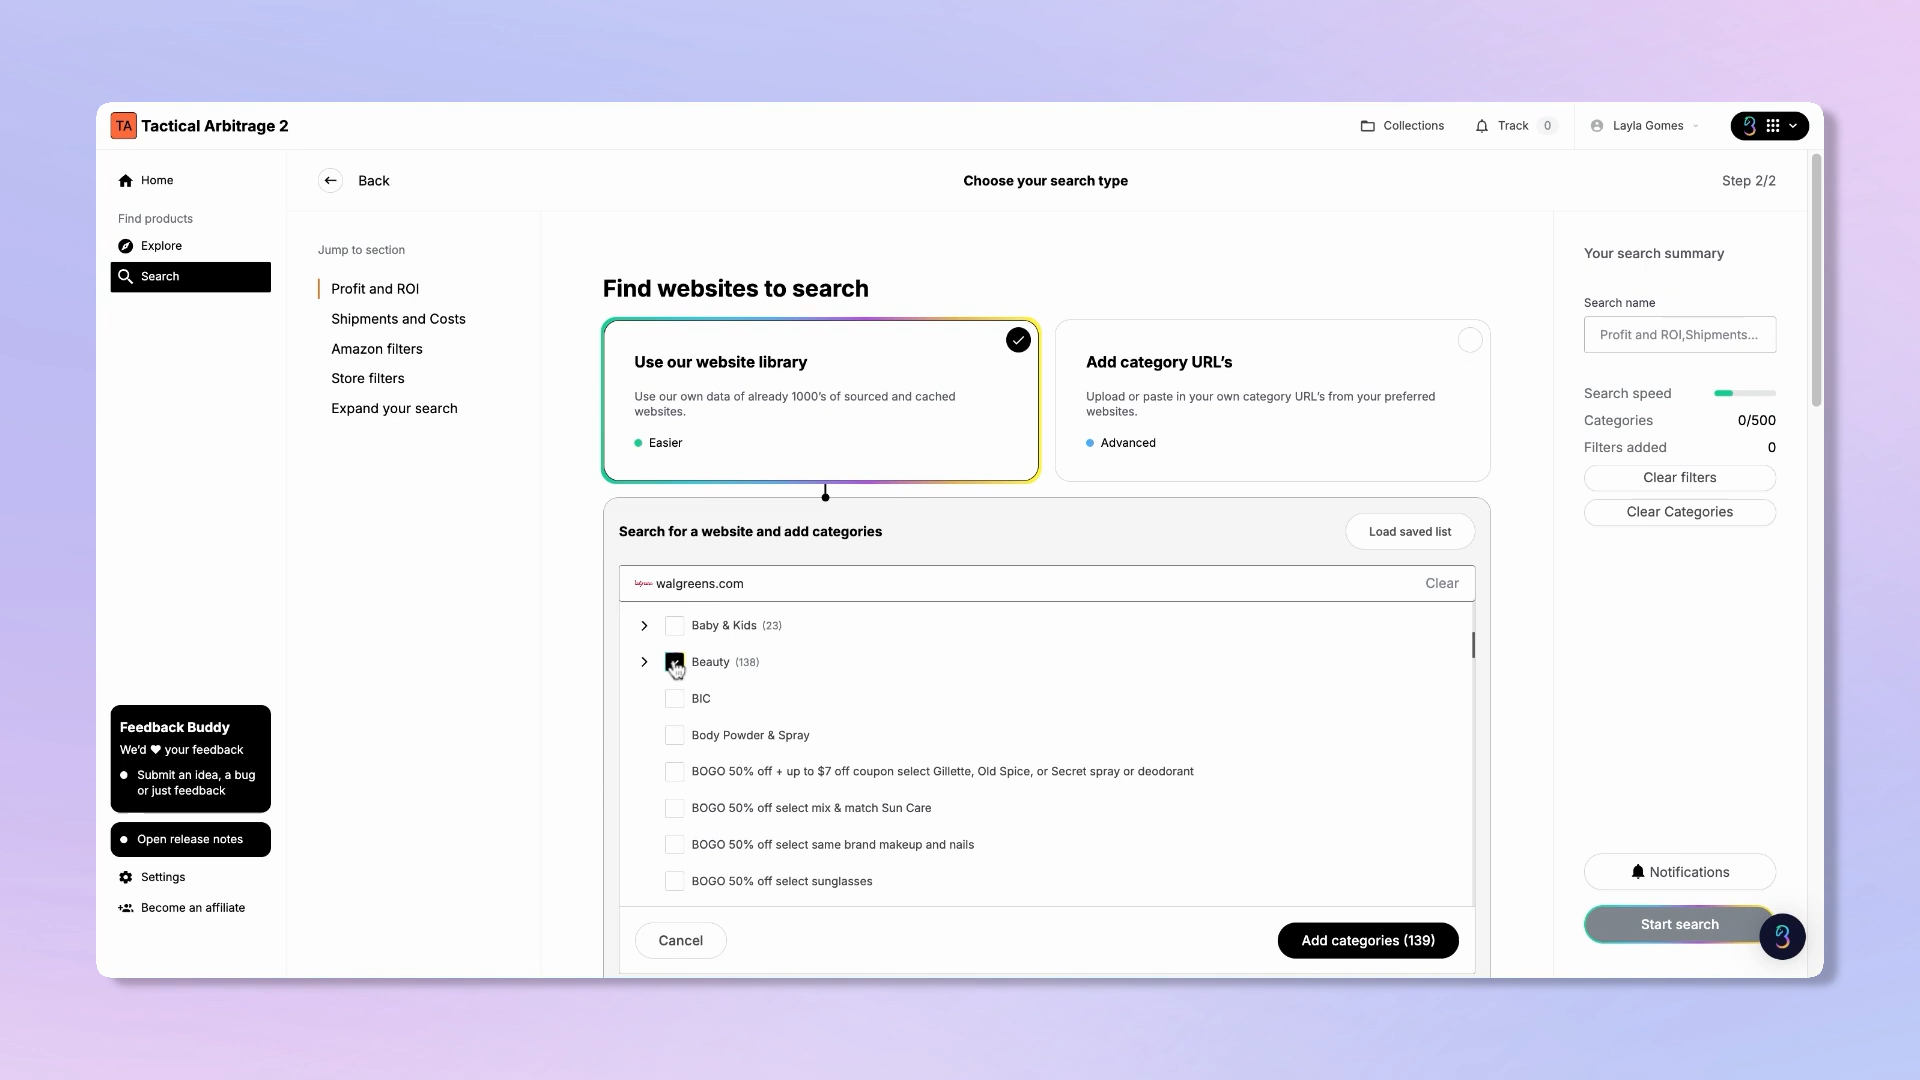 TA Tactical Arbitrage 2
Collections
Track 0
Layla Gomes
Home
Find products
Explore
Search
Back
Choose your search type
Step 2/2
Jump to section
Profit and ROI
Shipments and Costs
Amazon filters
Store filters
Expand your search
Find websites to search
Use our website library
Use our own data of already 1000's of sourced and cached
websites.
Easier
Add category URL's
Upload or paste in your own category URL's from your preferred
websites.
Advanced
Search for a website and add categories
Load saved list
walgreens.com
Clear
Baby & Kids (23)
Beauty (138)
BIC
Body Powder & Spray
BOGO 50% off + up to $7 off coupon select Gillette, Old Spice, or Secret spray or deodorant
BOGO 50% off select mix & match Sun Care
BOGO 50% off select same brand makeup and nails
BOGO 50% off select sunglasses
Cancel
Add categories (139)
Your search summary
Search name
Profit and ROI,Shipments...
Search speed
Categories 0/500
Filters added 0
Clear filters
Clear Categories
Notifications
Start search
Feedback Buddy
We'd ♥ your feedback
Submit an idea, a bug
or just feedback
Open release notes
Settings
Become an affiliate